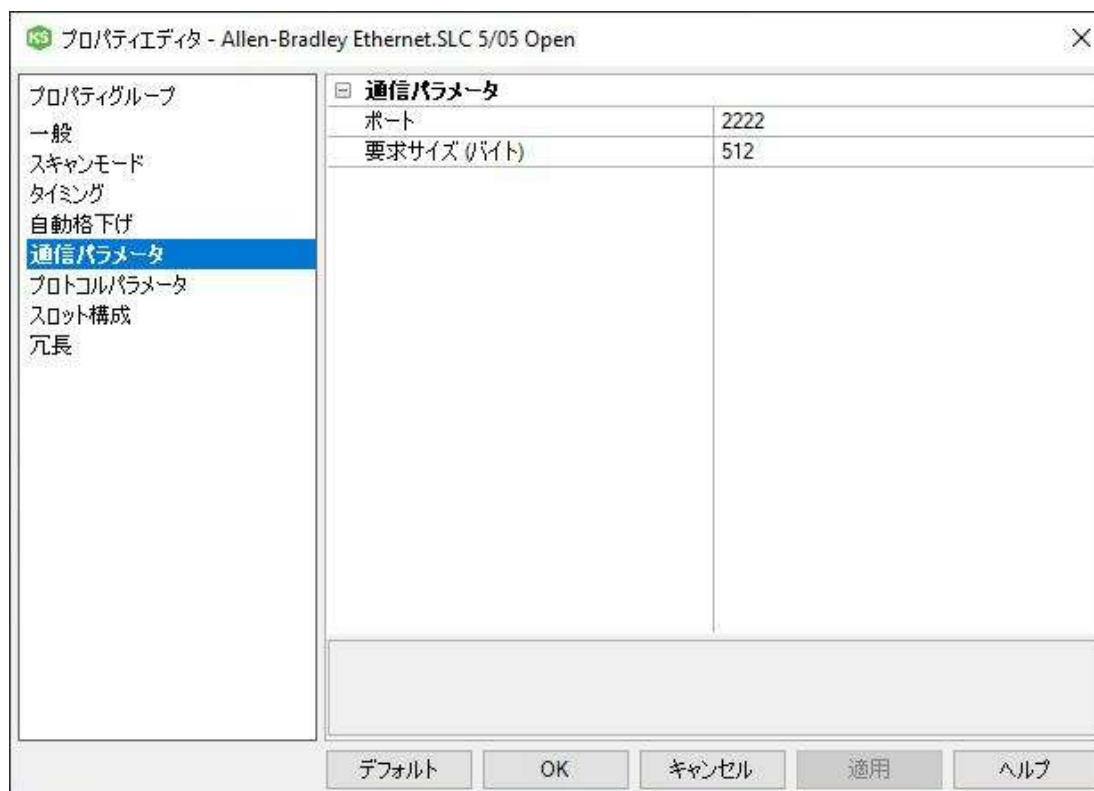 KS プロパティエディタ - Allen-Bradley Ethernet.SLC 5/05 Open
プロパティグループ
一般
スキャンモード
タイミング
自動格下げ
通信パラメータ
プロトコルパラメータ
スロット構成
冗長
通信パラメータ
ポート 2222
要求サイズ (バイト) 512
デフォルト OK キャンセル 適用 ヘルプ